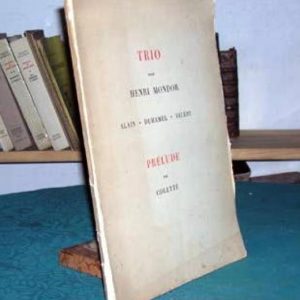 TRIO
PAR
HENRI MONDOR
ALAIN • DUHAMEL • VALÉRY
PRÉLUDE
DE
COLETTE